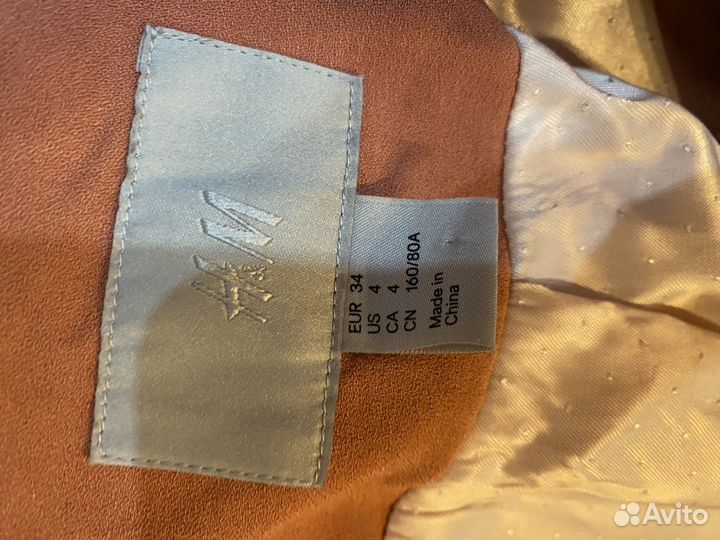 H&M
EUR 34
US 4
CA 4
CN 160/80A
Made in
China
Avito